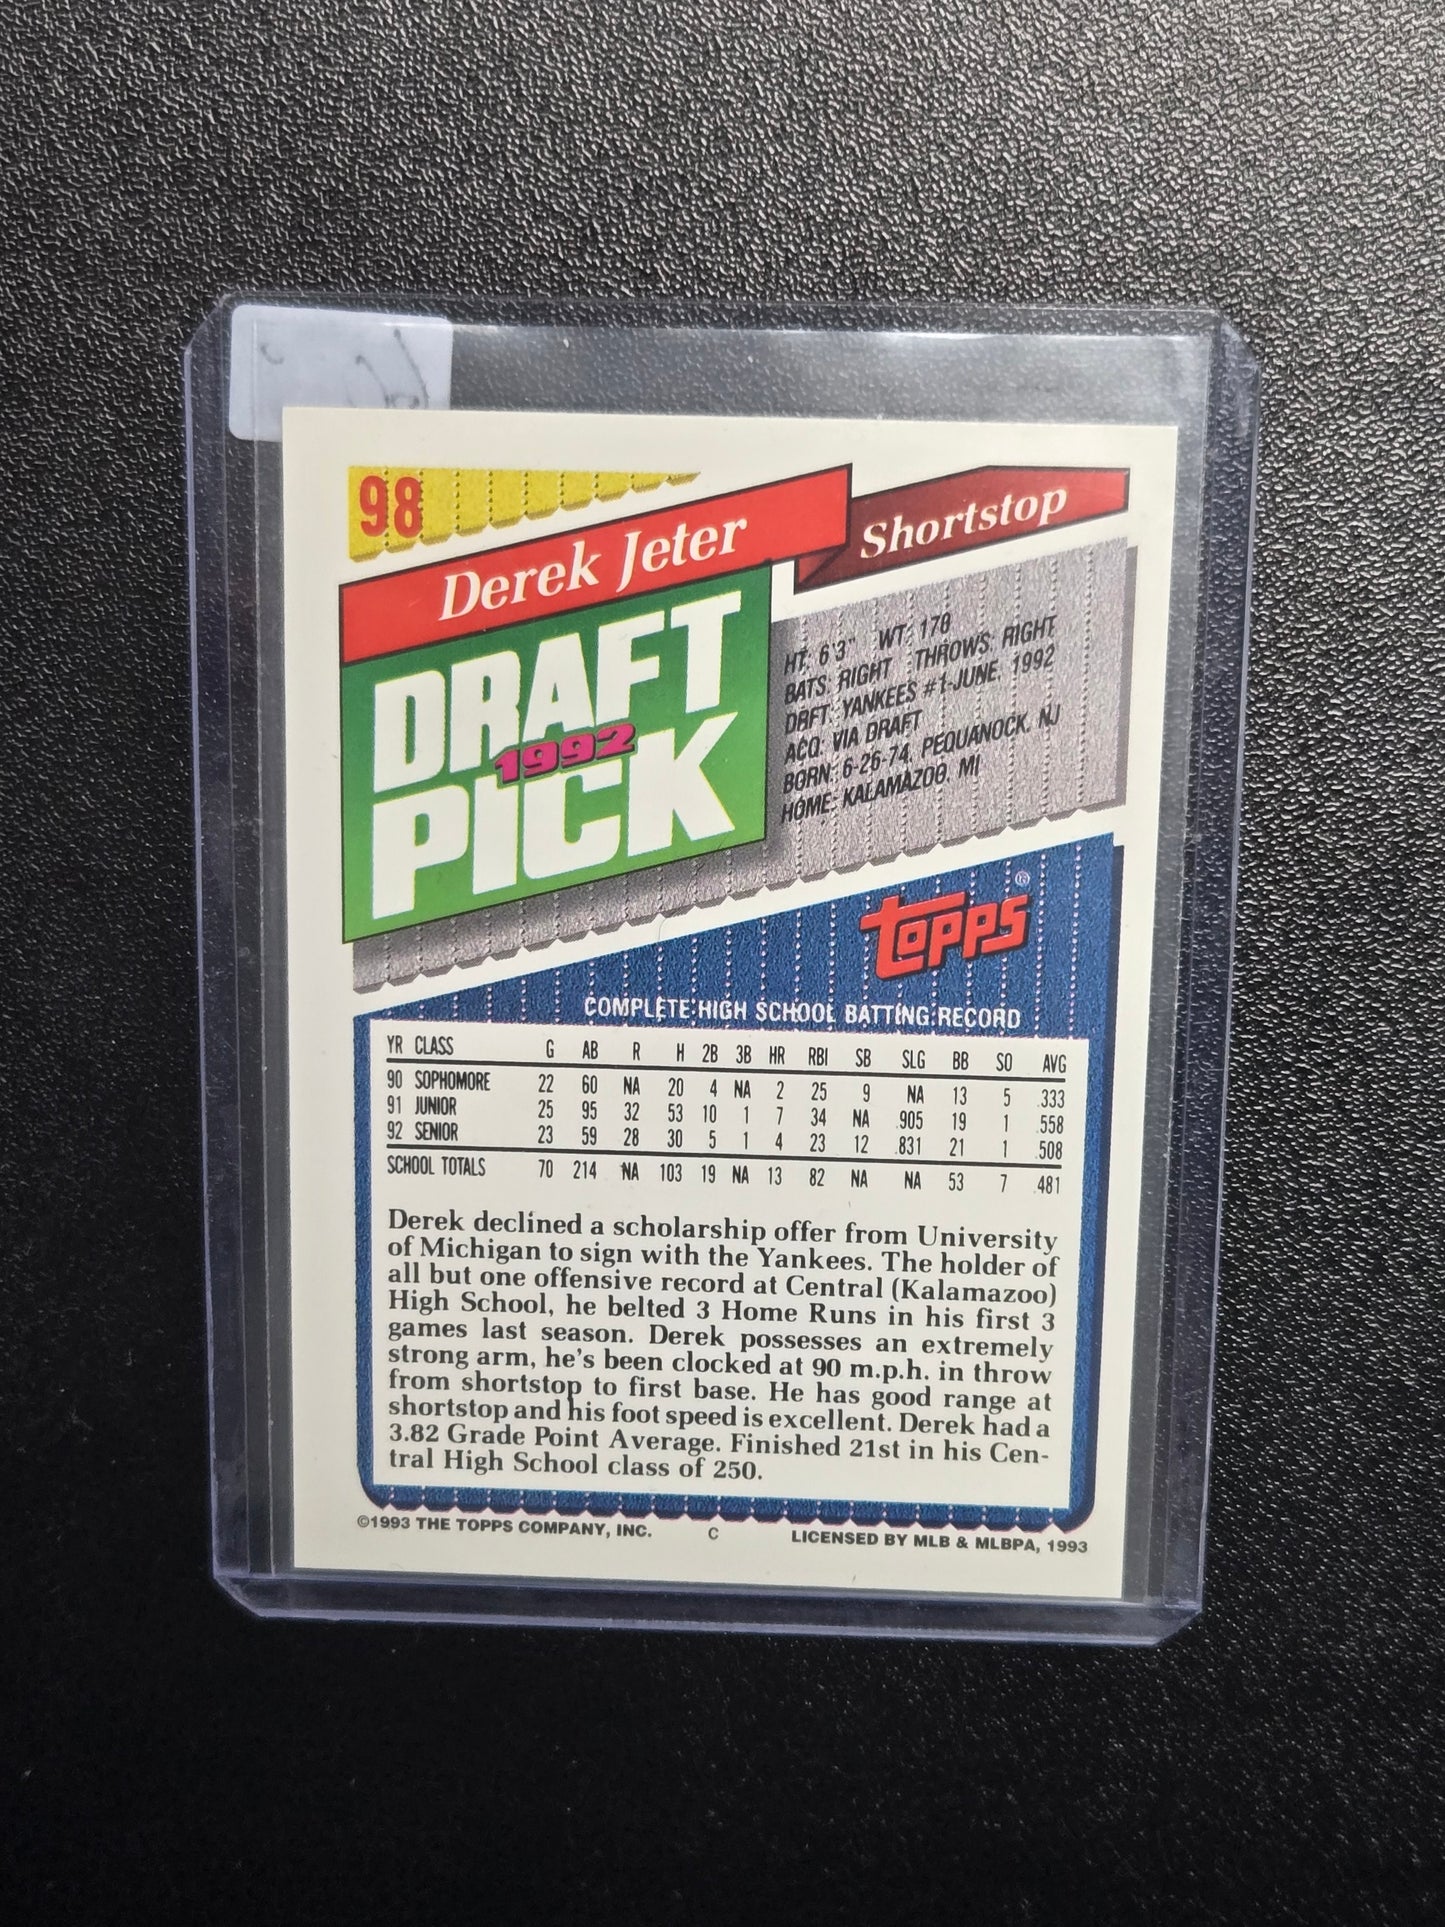 98
Derek Jeter
Shortstop
DRAFT
1992
PICK
HT: 6'3" WT: 178
BATS: RIGHT THROWS: RIGHT
DRFT: YANKEES #1-JUNE, 1992
ACQ: VIA DRAFT
BORN: 6-26-74, PEQUANOCK, NJ
HOME: KALAMAZOO, MI
TOPPS®
COMPLETE HIGH SCHOOL BATTING RECORD
YR CLASS G AB R H 2B 3B HR RBI SB SLG BB SO AVG
90 SOPHOMORE 22 60 NA 20 4 NA 2 25 9 NA 13 5 .333
91 JUNIOR 25 95 32 53 10 1 7 34 NA .905 19 1 .558
92 SENIOR 23 59 28 30 5 1 4 23 12 .831 21 1 .508
SCHOOL TOTALS 70 214 NA 103 19 NA 13 82 NA NA 53 7 .481
Derek declined a scholarship offer from University
of Michigan to sign with the Yankees. The holder of
all but one offensive record at Central (Kalamazoo)
High School, he belted 3 Home Runs in his first 3
games last season. Derek possesses an extremely
strong arm, he's been clocked at 90 m.p.h. in throw
from shortstop to first base. He has good range at
shortstop and his foot speed is excellent. Derek had a
3.82 Grade Point Average. Finished 21st in his Cen-
tral High School class of 250.
©1993 THE TOPPS COMPANY, INC. C LICENSED BY MLB & MLBPA, 1993